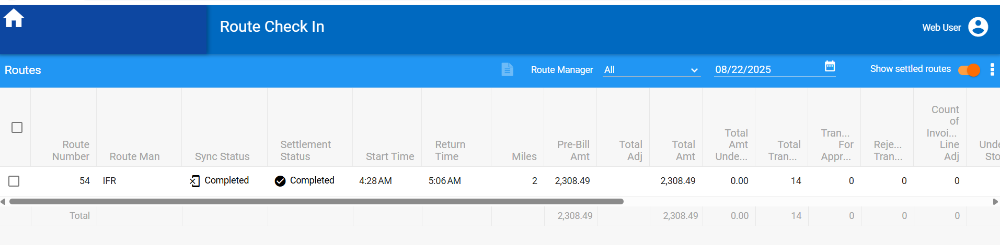 Route Check In
Web User
Routes
Route Manager All 08/22/2025 Show settled routes
Route Number Route Man Sync Status Settlement Status Start Time Return Time Miles Pre-Bill Amt Total Adj Total Amt Total Amt Unde... Total Tran... Tran... For Appr... Reje... Tran... Count of Invoi... Line Adj Unde Sto
54 IFR Completed Completed 4:28 AM 5:06 AM 2 2,308.49 2,308.49 0.00 14 0 0 0
Total 2,308.49 2,308.49 0.00 14 0 0 0